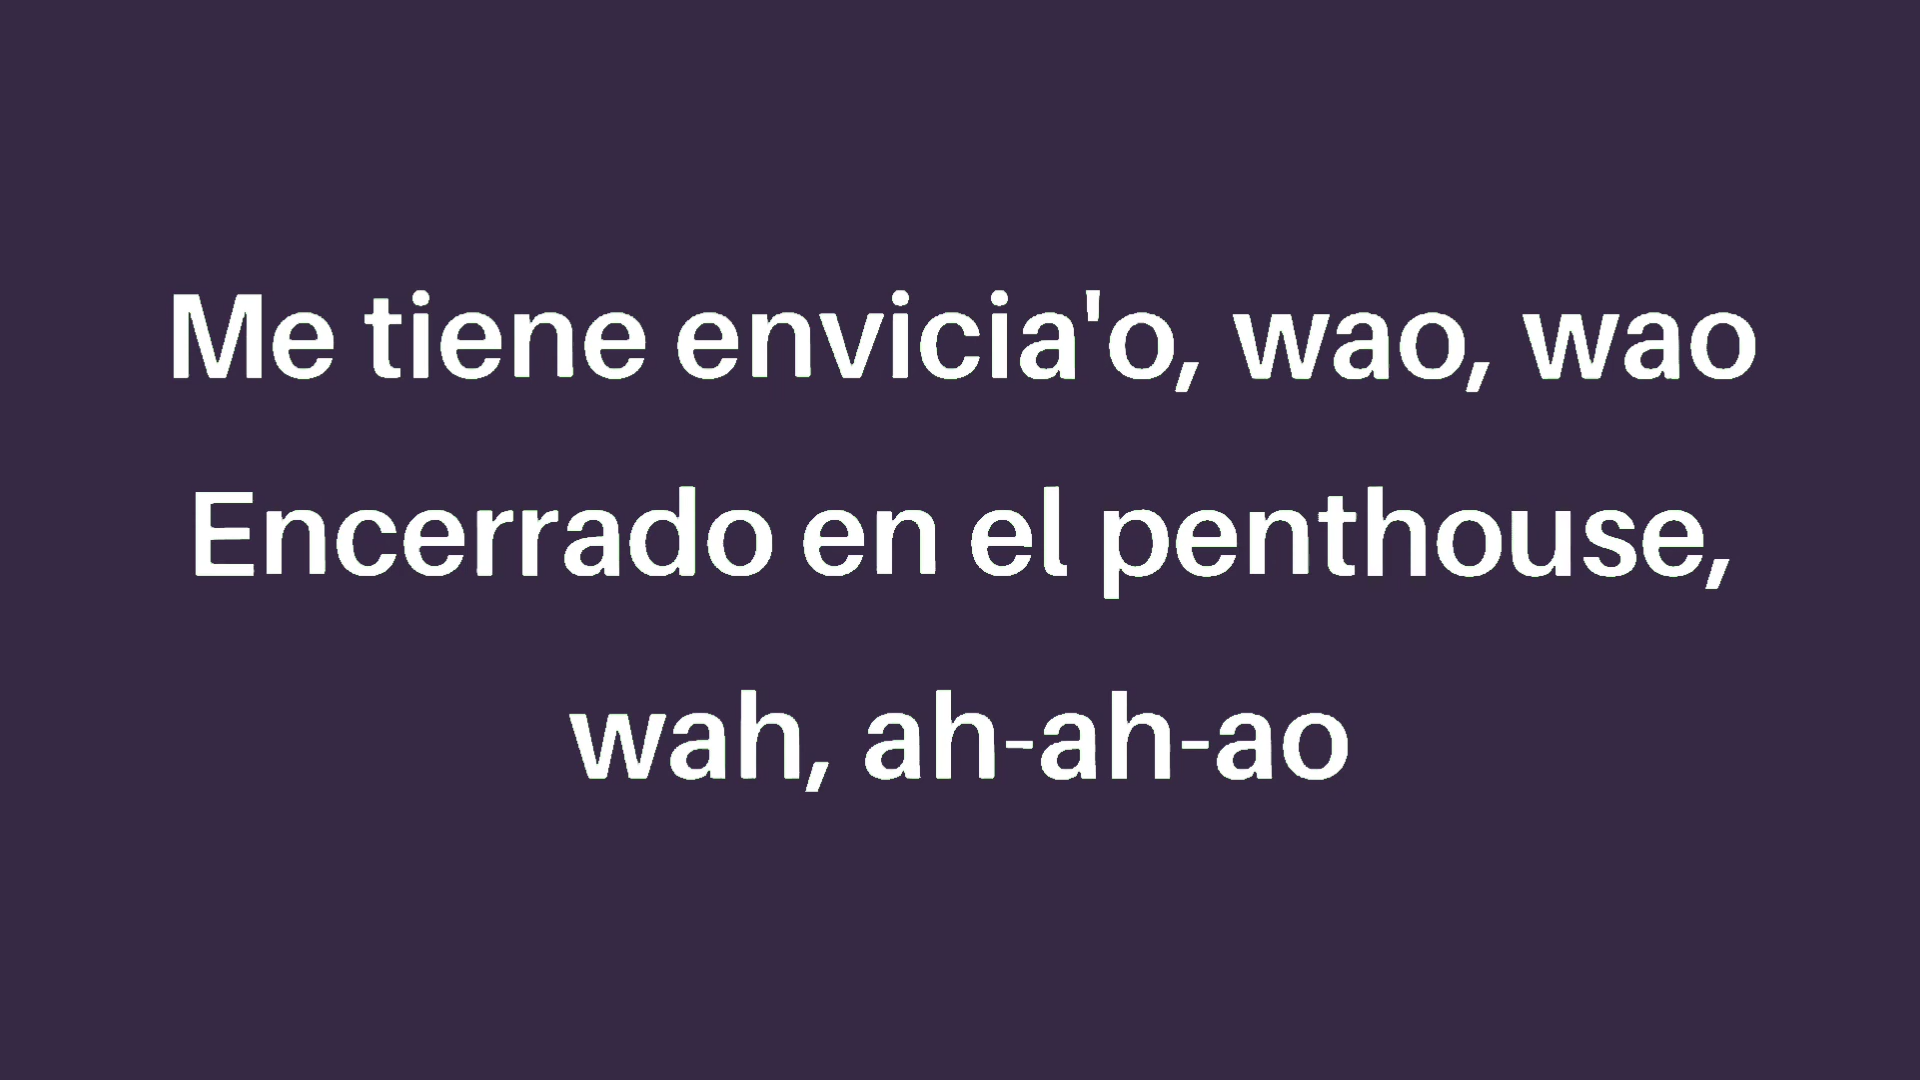 Me tiene envicia'o, wao, wao
Encerrado en el penthouse,
wah, ah-ah-ao